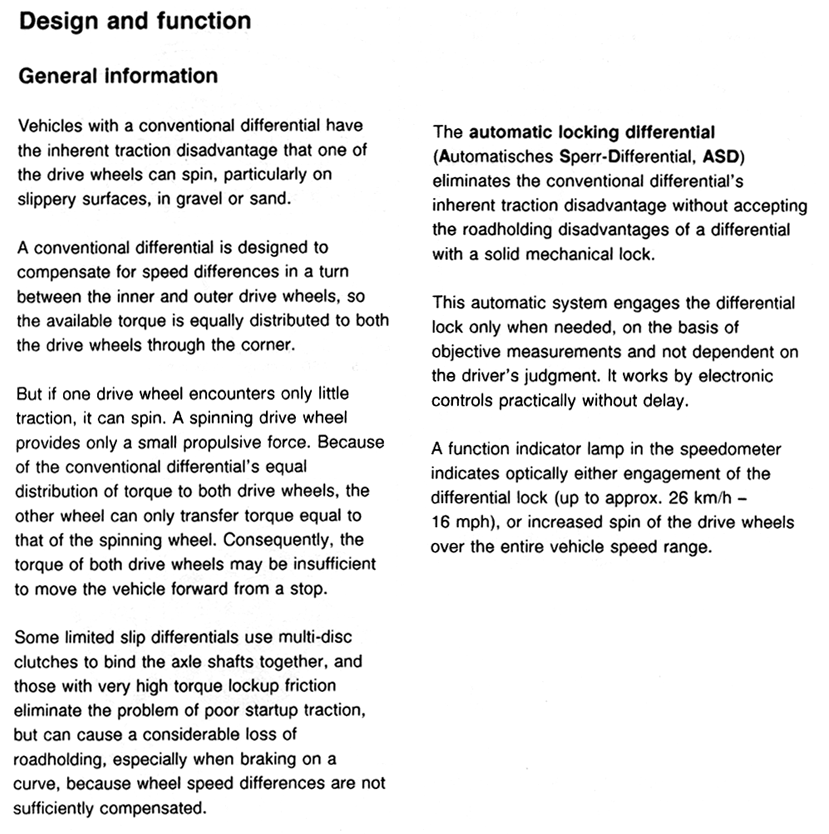 Design and function
General information
Vehicles with a conventional differential have
the inherent traction disadvantage that one of
the drive wheels can spin, particularly on
slippery surfaces, in gravel or sand.
A conventional differential is designed to
compensate for speed differences in a turn
between the inner and outer drive wheels, so
the available torque is equally distributed to both
the drive wheels through the corner.
But if one drive wheel encounters only little
traction, it can spin. A spinning drive wheel
provides only a small propulsive force. Because
of the conventional differential's equal
distribution of torque to both drive wheels, the
other wheel can only transfer torque equal to
that of the spinning wheel. Consequently, the
torque of both drive wheels may be insufficient
to move the vehicle forward from a stop.
Some limited slip differentials use multi-disc
clutches to bind the axle shafts together, and
those with very high torque lockup friction
eliminate the problem of poor startup traction,
but can cause a considerable loss of
roadholding, especially when braking on a
curve, because wheel speed differences are not
sufficiently compensated.
The automatic locking differential
(Automatisches Sperr-Differential, ASD)
eliminates the conventional differential's
inherent traction disadvantage without accepting
the roadholding disadvantages of a differential
with a solid mechanical lock.
This automatic system engages the differential
lock only when needed, on the basis of
objective measurements and not dependent on
the driver's judgment. It works by electronic
controls practically without delay.
A function indicator lamp in the speedometer
indicates optically either engagement of the
differential lock (up to approx. 26 km/h –
16 mph), or increased spin of the drive wheels
over the entire vehicle speed range.